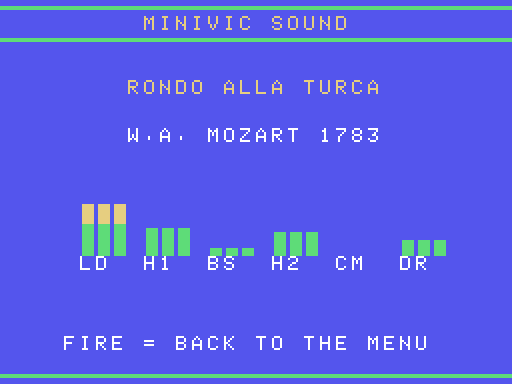 MINIVIC SOUND
RONDO ALLA TURCA
W.A. MOZART 1783
LD H1 BS H2 CM DR
FIRE = BACK TO THE MENU